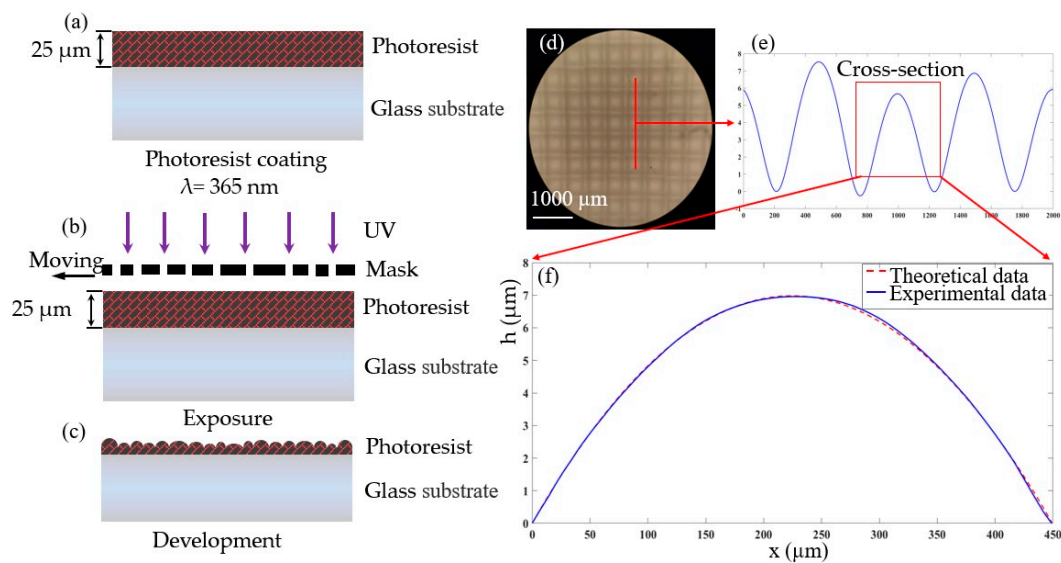 (a)
25 μm
Photoresist
Glass substrate
Photoresist coating
λ= 365 nm
(b)
UV
Moving
Mask
25 μm
Photoresist
Glass substrate
Exposure
(c)
Photoresist
Glass substrate
Development
(d)
1000 μm
(e)
Cross-section
8
7
6
5
4
3
2
1
0
0 200 400 600 800 1000 1200 1400 1600 1800 2000
(f)
Theoretical data
Experimental data
h (μm)
8
7
6
5
4
3
2
1
0
0 50 100 150 200 250 300 350 400 450
x (μm)